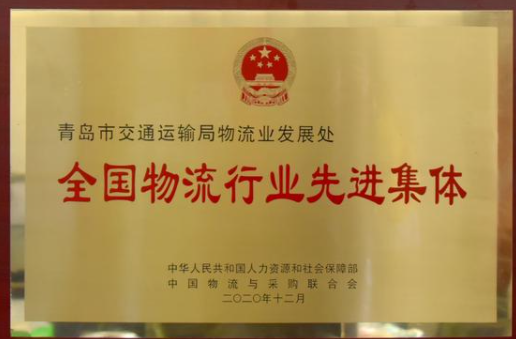 青岛市交通运输局物流业发展处
全国物流行业先进集体
中华人民共和国人力资源和社会保障部
中国物流与采购联合会
二〇二〇年十二月